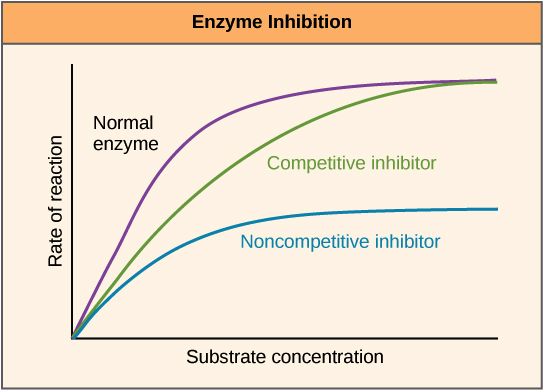 Enzyme Inhibition
Normal
enzyme
Competitive inhibitor
Noncompetitive inhibitor
Rate of reaction
Substrate concentration